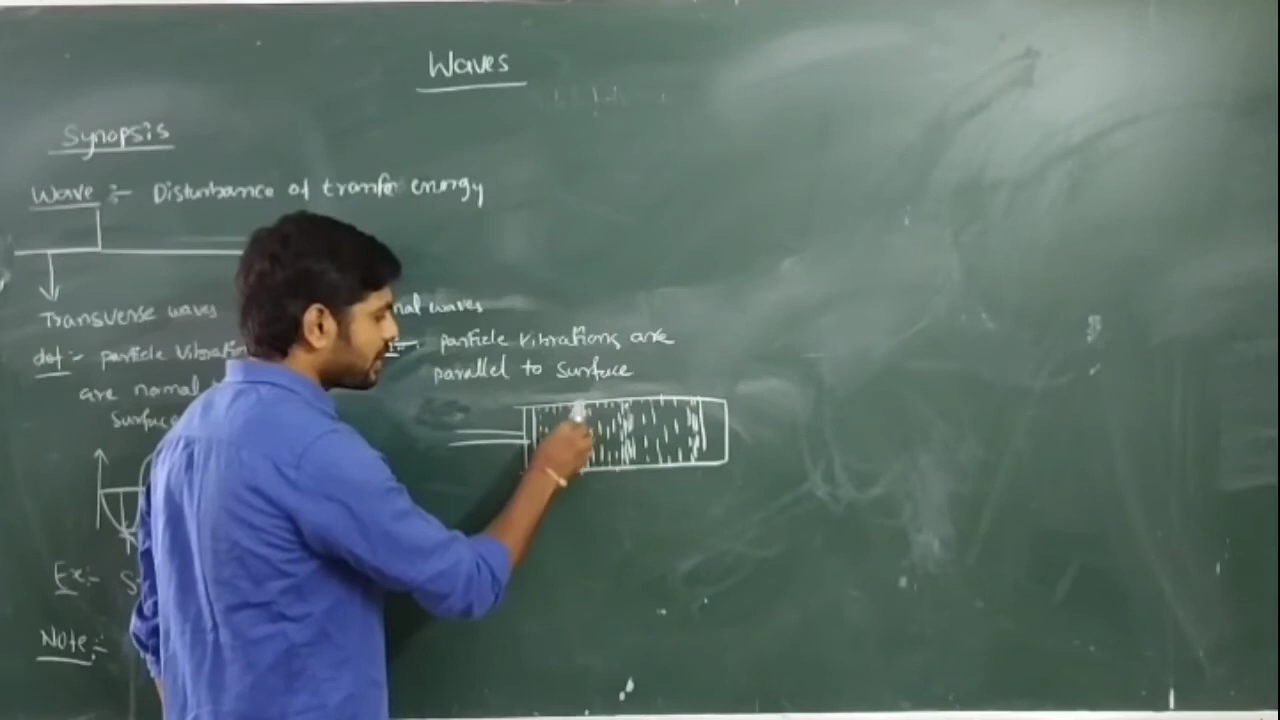 Waves
Synopsis
Wave :- Disturbance of tranfer energy
Transverse waves
nal waves
def :- particle vibration
are normal
surface
:- particle vibrations are
parallel to surface
Ex:- S
Note :-